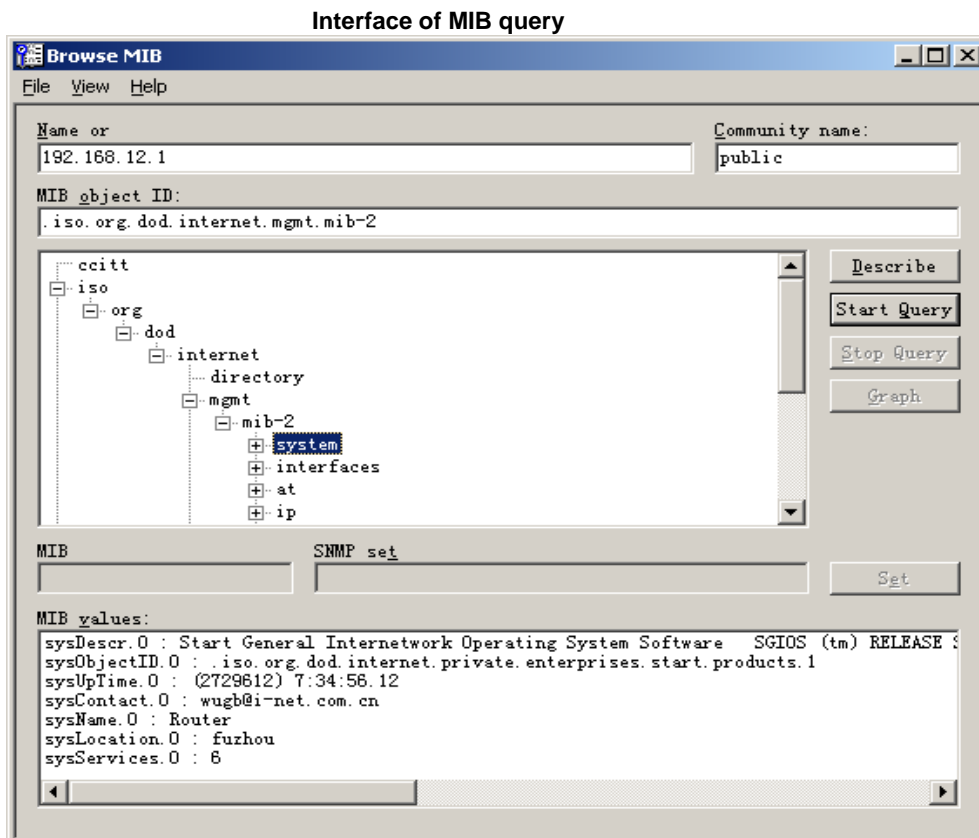 Interface of MIB query
Browse MIB
File View Help
Name or
Community name:
192.168.12.1
public
MIB object ID:
.iso.org.dod.internet.mgmt.mib-2
ccitt
iso
org
dod
internet
directory
mgmt
mib-2
system
interfaces
at
ip
Describe
Start Query
Stop Query
Graph
MIB
SNMP set
Set
MIB values:
sysDescr.0 : Start General Internetwork Operating System Software SGIOS (tm) RELEASE
sysObjectID.0 : .iso.org.dod.internet.private.enterprises.start.products.1
sysUpTime.0 : (2729612) 7:34:56.12
sysContact.0 : wugb@i-net.com.cn
sysName.0 : Router
sysLocation.0 : fuzhou
sysServices.0 : 6